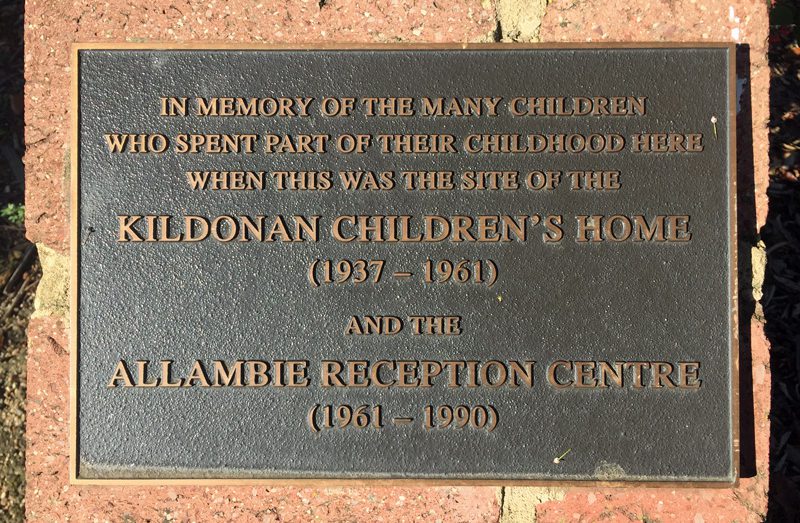 IN MEMORY OF THE MANY CHILDREN
WHO SPENT PART OF THEIR CHILDHOOD HERE
WHEN THIS WAS THE SITE OF THE
KILDONAN CHILDREN'S HOME
(1937 – 1961)
AND THE
ALLAMBIE RECEPTION CENTRE
(1961 – 1990)